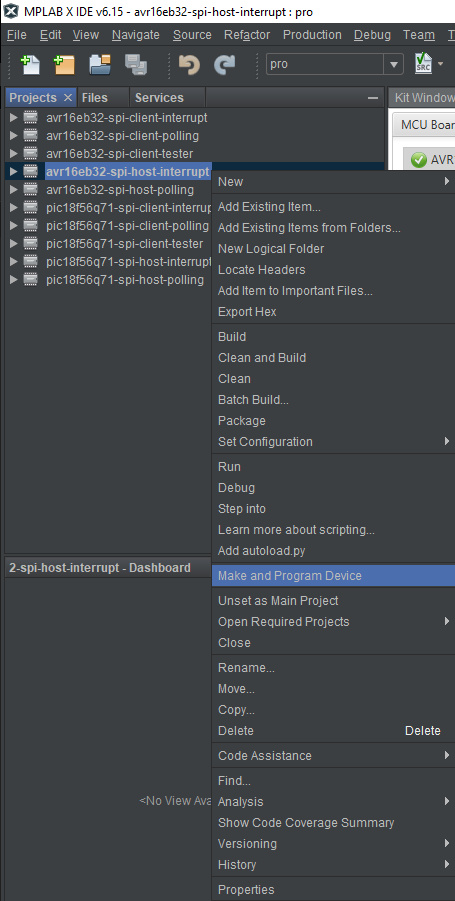 MPLAB X IDE v6.15 - avr16eb32-spi-host-interrupt : pro
File Edit View Navigate Source Refactor Production Debug Team T
pro
SRC
Projects Files Services
Kit Window
MCU Boar
AVR
avr16eb32-spi-client-interrupt
avr16eb32-spi-client-polling
avr16eb32-spi-client-tester
avr16eb32-spi-host-interrupt
avr16eb32-spi-host-polling
pic18f56q71-spi-client-interrup
pic18f56q71-spi-client-polling
pic18f56q71-spi-client-tester
pic18f56q71-spi-host-interrupt
pic18f56q71-spi-host-polling
New
Add Existing Item...
Add Existing Items from Folders...
New Logical Folder
Locate Headers
Add Item to Important Files...
Export Hex
Build
Clean and Build
Clean
Batch Build...
Package
Set Configuration
Run
Debug
Step into
Learn more about scripting...
Add autoload.py
Make and Program Device
Unset as Main Project
Open Required Projects
Close
Rename...
Move...
Copy...
Delete Delete
Code Assistance
Find...
Analysis
Show Code Coverage Summary
Versioning
History
Properties
2-spi-host-interrupt - Dashboard
<No View Ava